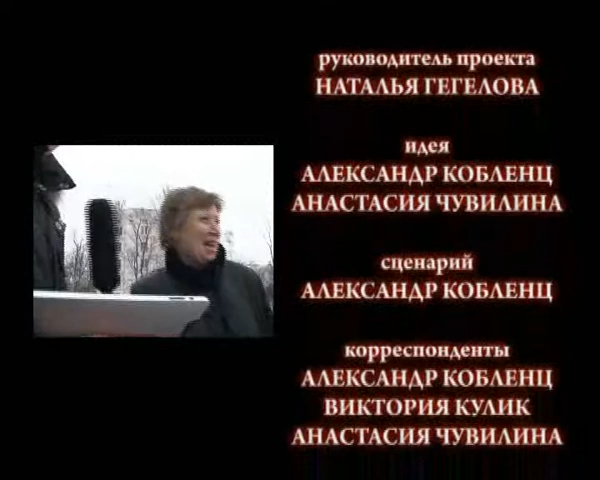 руководитель проекта
НАТАЛЬЯ ГЕГЕЛОВА
идея
АЛЕКСАНДР КОБЛЕНЦ
АНАСТАСИЯ ЧУВИЛИНА
сценарий
АЛЕКСАНДР КОБЛЕНЦ
корреспонденты
АЛЕКСАНДР КОБЛЕНЦ
ВИКТОРИЯ КУЛИК
АНАСТАСИЯ ЧУВИЛИНА